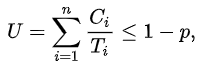 U = \sum_{i=1}^{n} \frac{C_i}{T_i} \leq 1 - p,